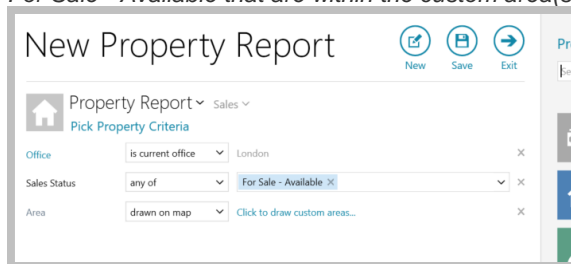 For Sale - Available that are within the custom area(s
New Property Report
New Save Exit
Property Report Sales
Pick Property Criteria
Office is current office London
Sales Status any of For Sale - Available ×
Area drawn on map Click to draw custom areas...
Pr